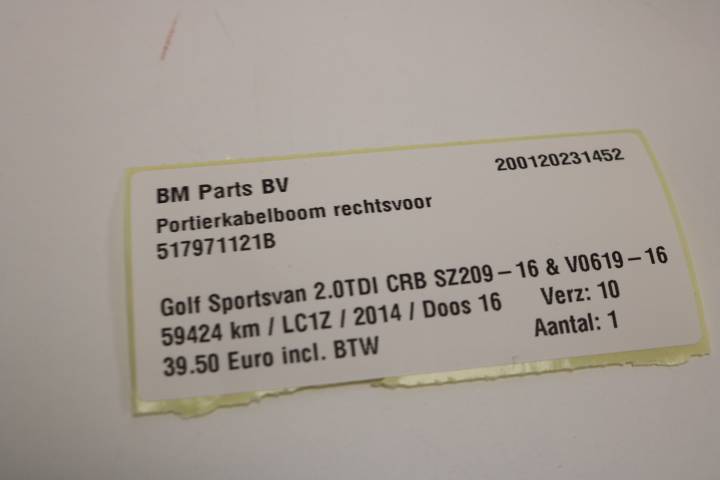 BM Parts BV 200120231452
Portierkabelboom rechtsvoor
517971121B
Golf Sportsvan 2.0TDI CRB SZ209-16 & V0619-16
59424 km / LC1Z / 2014 / Doos 16 Verz: 10
39.50 Euro incl. BTW Aantal: 1